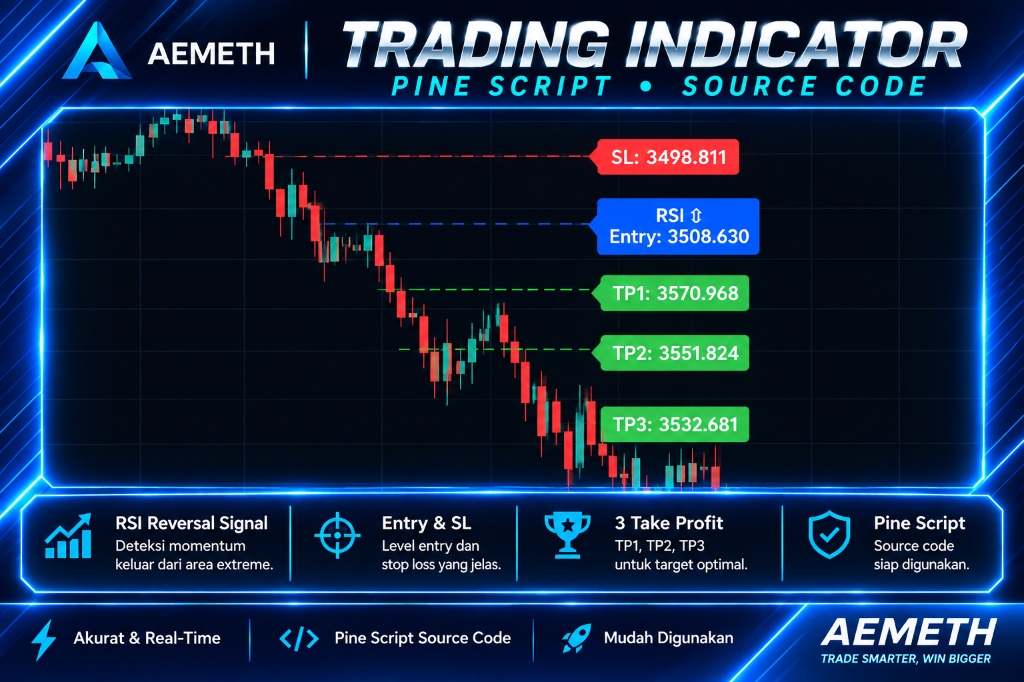 AEMETH
TRADING INDICATOR
PINE SCRIPT • SOURCE CODE
SL: 3498.811
RSI ⇧
Entry: 3508.630
TP1: 3570.968
TP2: 3551.824
TP3: 3532.681
RSI Reversal Signal
Deteksi momentum
keluar dari area extreme.
Entry & SL
Level entry dan
stop loss yang jelas.
3 Take Profit
TP1, TP2, TP3
untuk target optimal.
Pine Script
Source code
siap digunakan.
Akurat & Real-Time
</> Pine Script Source Code
Mudah Digunakan
AEMETH
TRADE SMARTER, WIN BIGGER